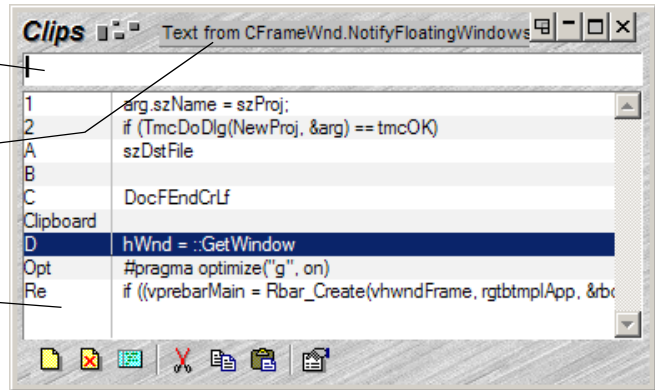 Clips Text from CFrameWnd.NotifyFloatingWindows
1 arg.szName = szProj;
2 if (TmcDoDlg(NewProj, &arg) == tmcOK)
A szDstFile
B
C DocFEndCrLf
Clipboard
D hWnd = ::GetWindow
Opt #pragma optimize("g", on)
Re if ((vprebarMain = Rbar_Create(vhwndFrame, rgtbtmplApp, &rbc